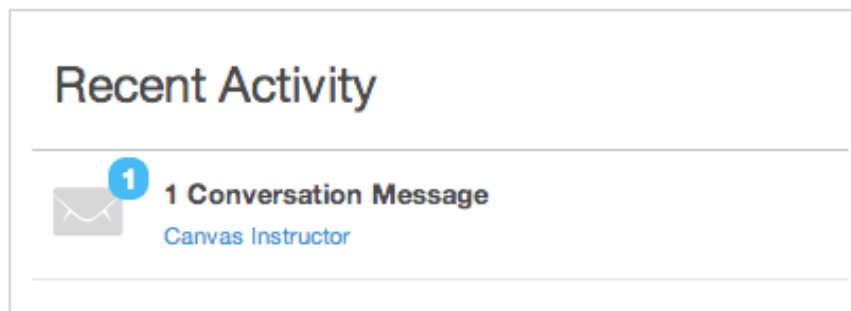 Recent Activity
1
1 Conversation Message
Canvas Instructor